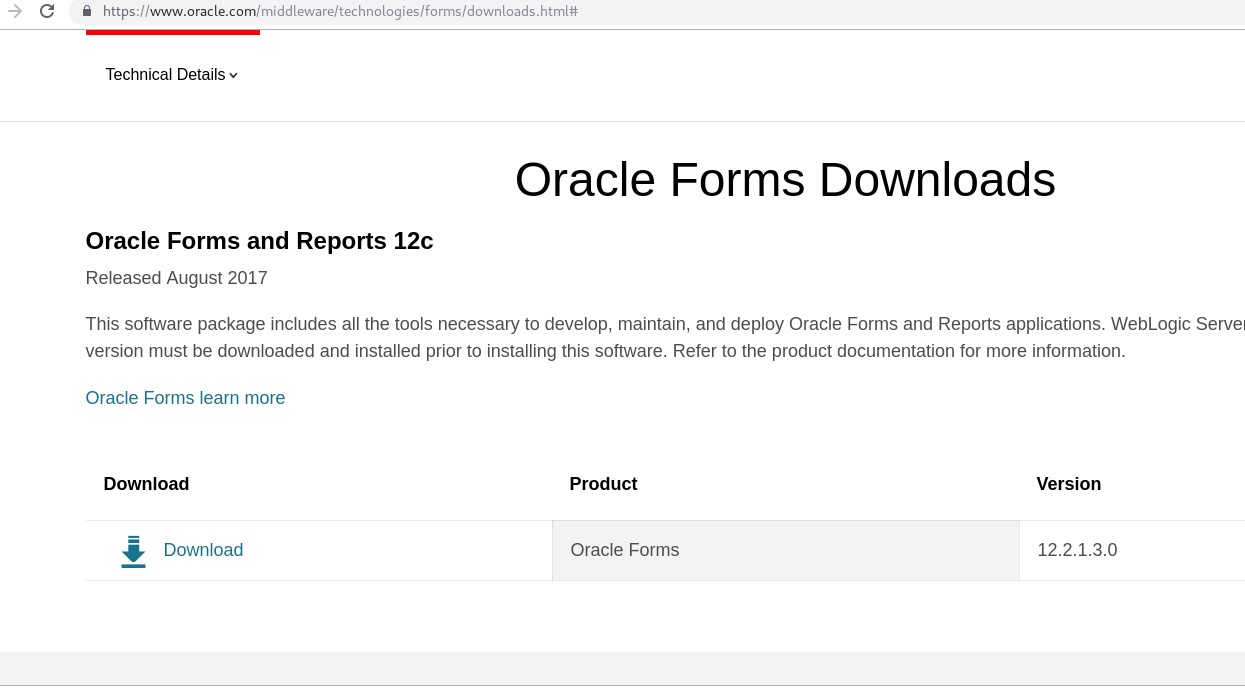 https://www.oracle.com/middleware/technologies/forms/downloads.html#
Technical Details
Oracle Forms Downloads
Oracle Forms and Reports 12c
Released August 2017
This software package includes all the tools necessary to develop, maintain, and deploy Oracle Forms and Reports applications. WebLogic Server
version must be downloaded and installed prior to installing this software. Refer to the product documentation for more information.
Oracle Forms learn more
Download Product Version
Download Oracle Forms 12.2.1.3.0